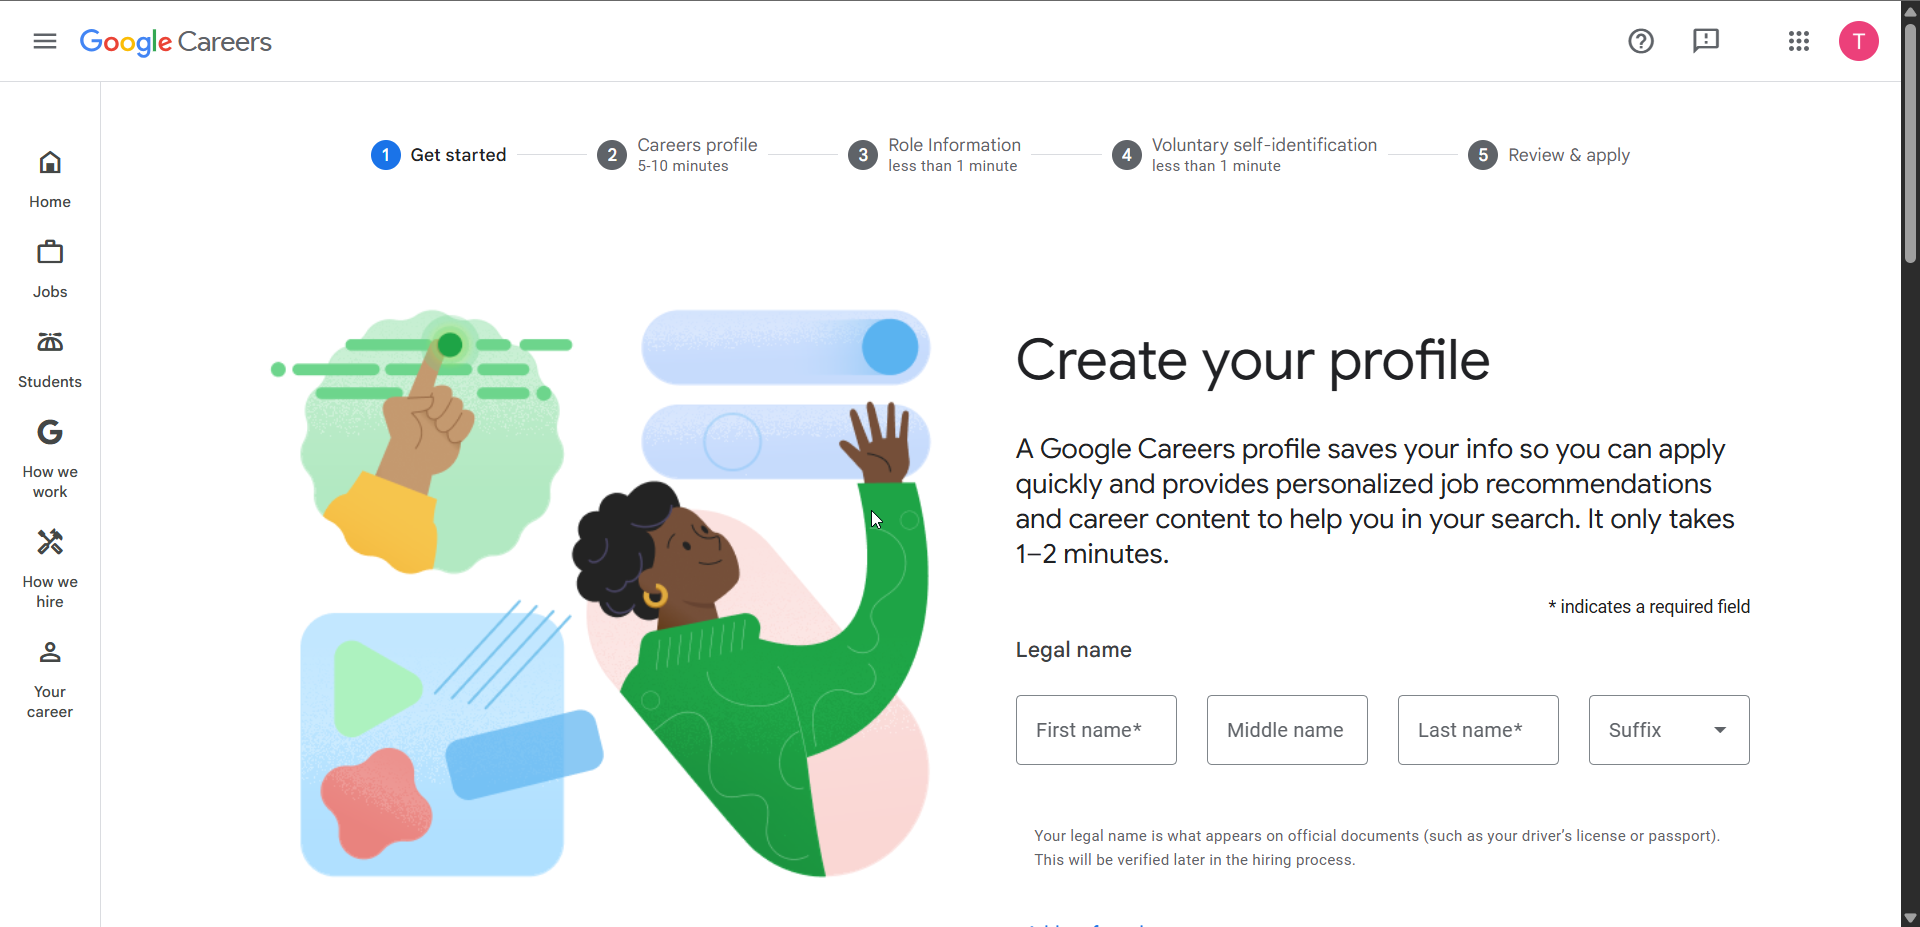 Google Careers
T
1 Get started
2 Careers profile
5-10 minutes
3 Role Information
less than 1 minute
4 Voluntary self-identification
less than 1 minute
5 Review & apply
Home
Jobs
Students
How we
work
How we
hire
Your
career
Create your profile
A Google Careers profile saves your info so you can apply
quickly and provides personalized job recommendations
and career content to help you in your search. It only takes
1–2 minutes.
* indicates a required field
Legal name
First name*
Middle name
Last name*
Suffix
Your legal name is what appears on official documents (such as your driver’s license or passport).
This will be verified later in the hiring process.